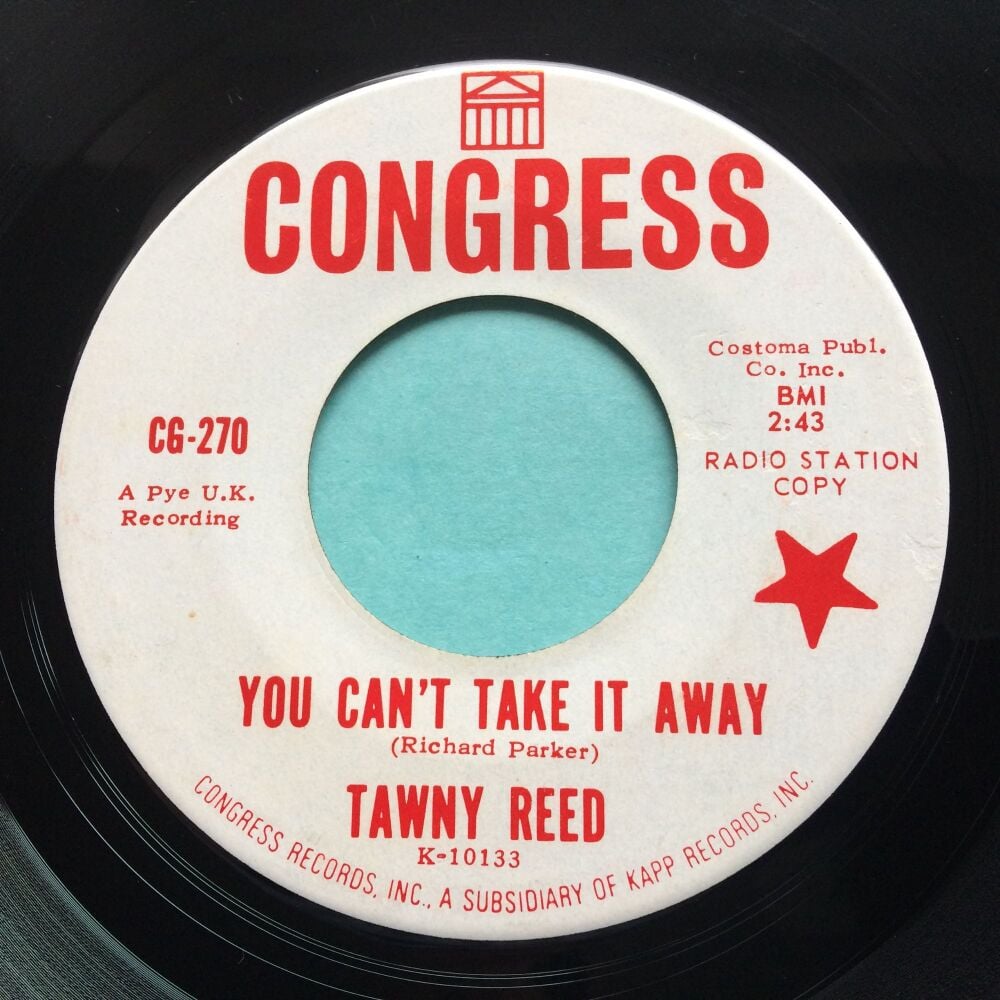 CONGRESS
Costoma Publ.
Co. Inc.
BMI
2:43
RADIO STATION
COPY
CG-270
A Pye U.K.
Recording
YOU CAN'T TAKE IT AWAY
(Richard Parker)
TAWNY REED
K-10133
CONGRESS RECORDS, INC., A SUBSIDIARY OF KAPP RECORDS, INC.